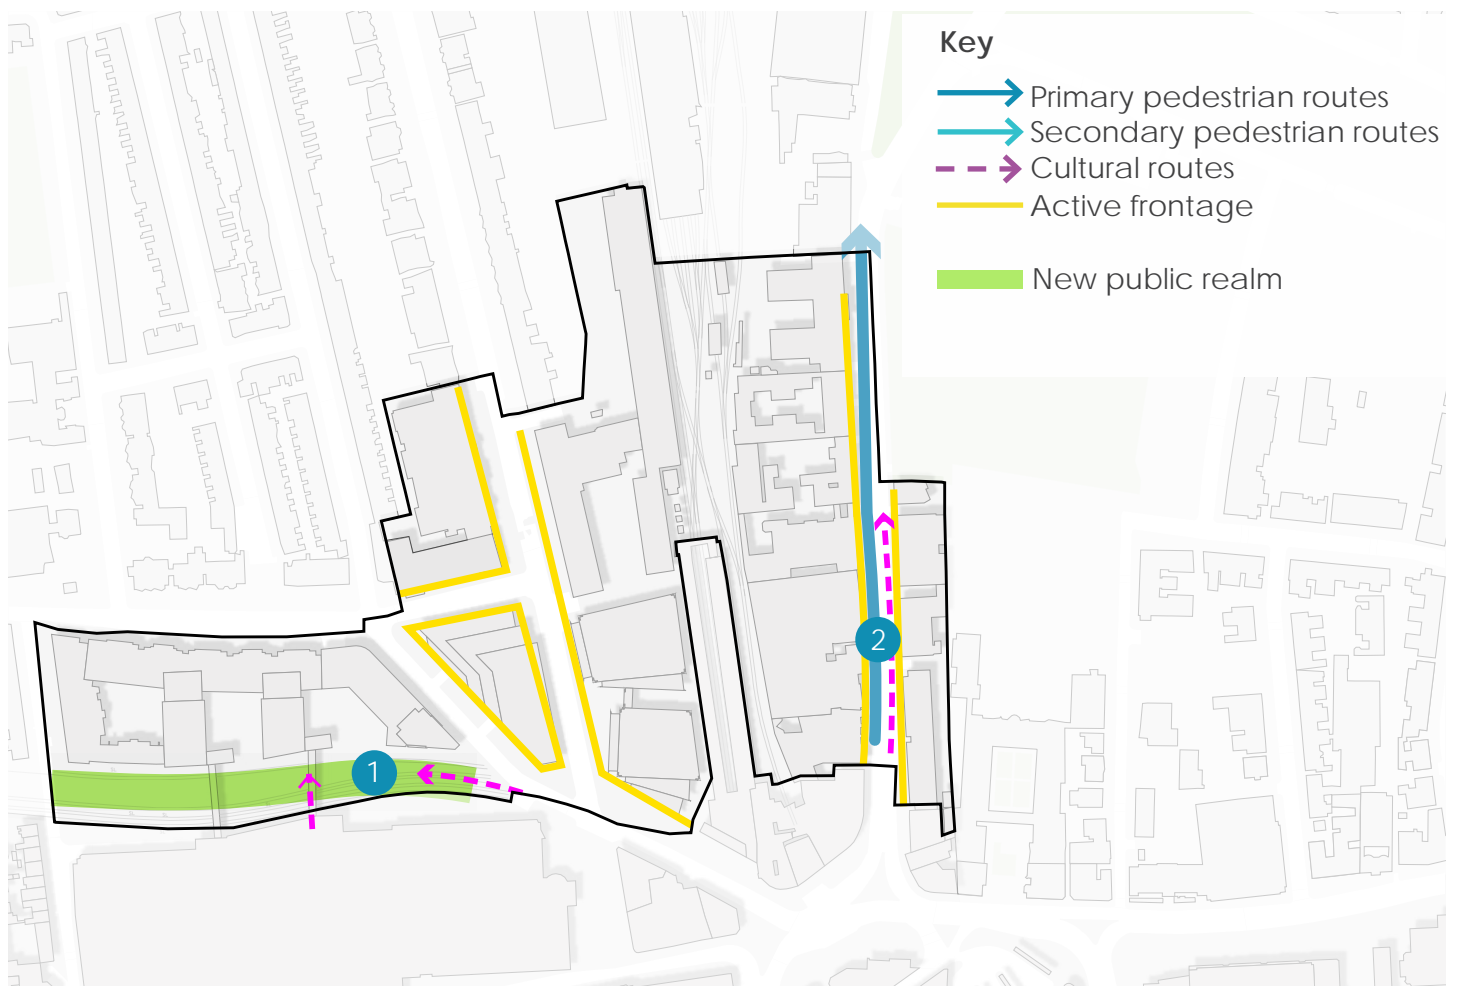 Key
Primary pedestrian routes
Secondary pedestrian routes
Cultural routes
Active frontage
New public realm
2
1